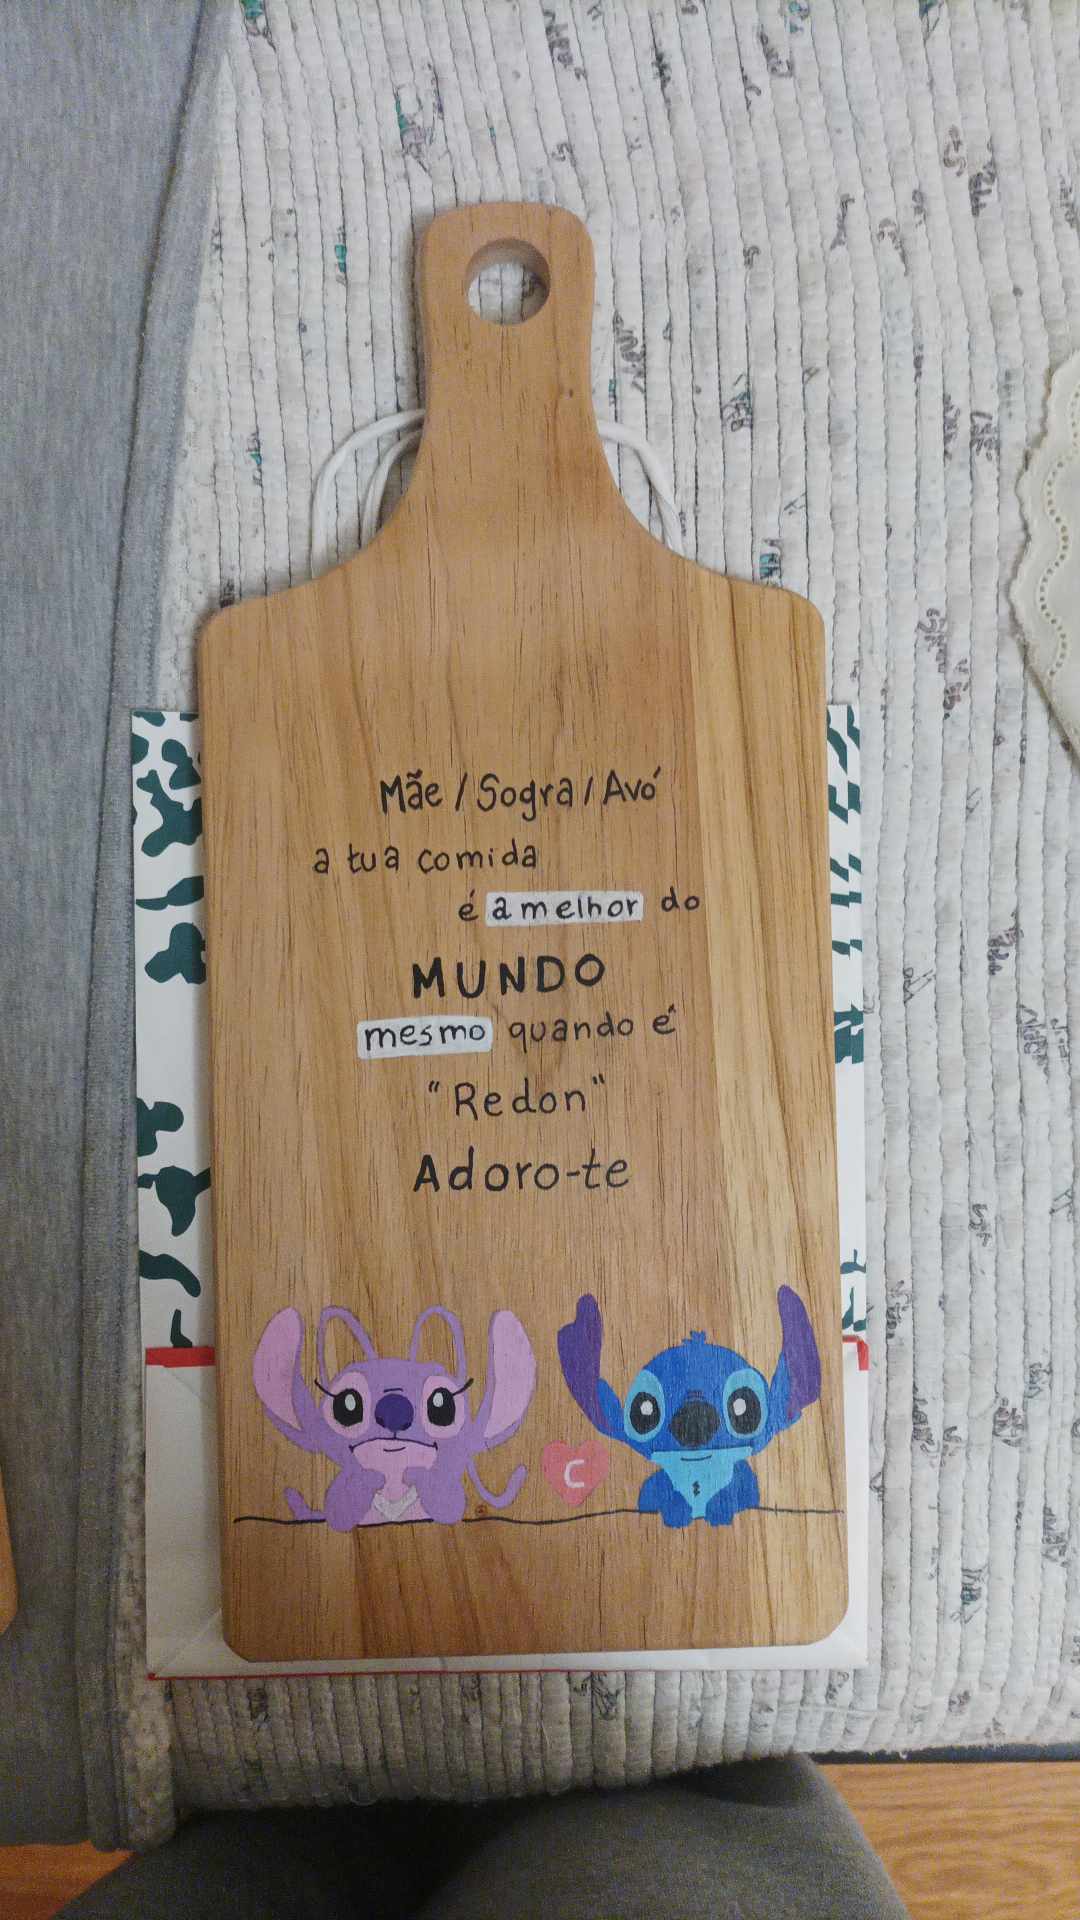 Mãe / Sogra / Avó
a tua comida
é a melhor do
MUNDO
mesmo quando é
"Redon"
Adoro-te
C